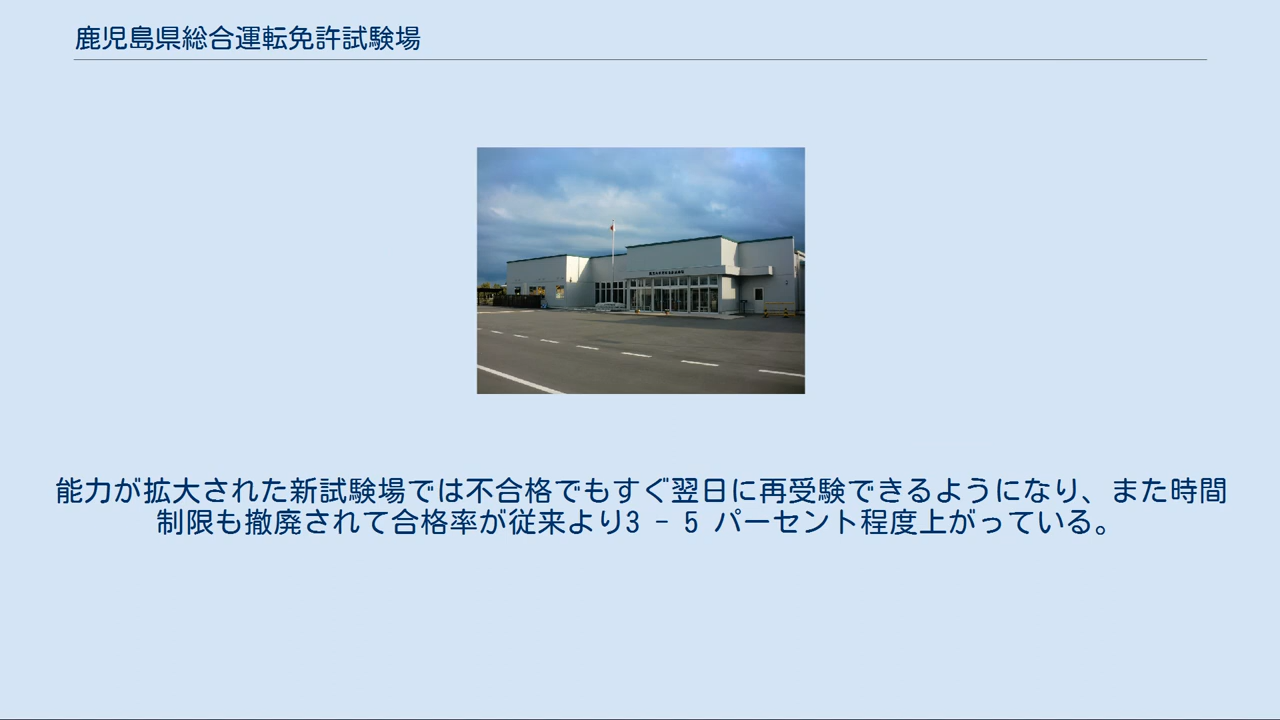 鹿児島県総合運転免許試験場
能力が拡大された新試験場では不合格でもすぐ翌日に再受験できるようになり、また時間
制限も撤廃されて合格率が従来より3 - 5 パーセント程度上がっている。